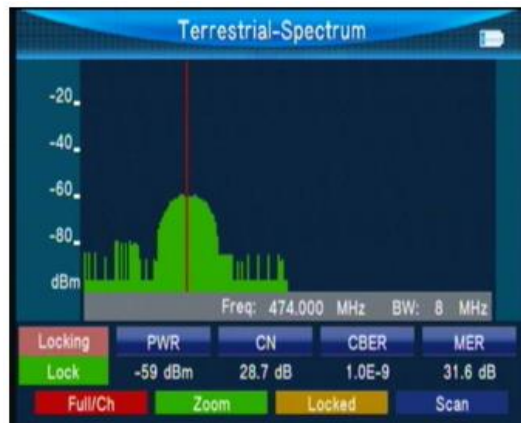 Terrestrial-Spectrum
-20
-40
-60
-80
dBm
Freq: 474.000 MHz BW: 8 MHz
Locking PWR CN CBER MER
Lock -59 dBm 28.7 dB 1.0E-9 31.6 dB
Full/Ch Zoom Locked Scan